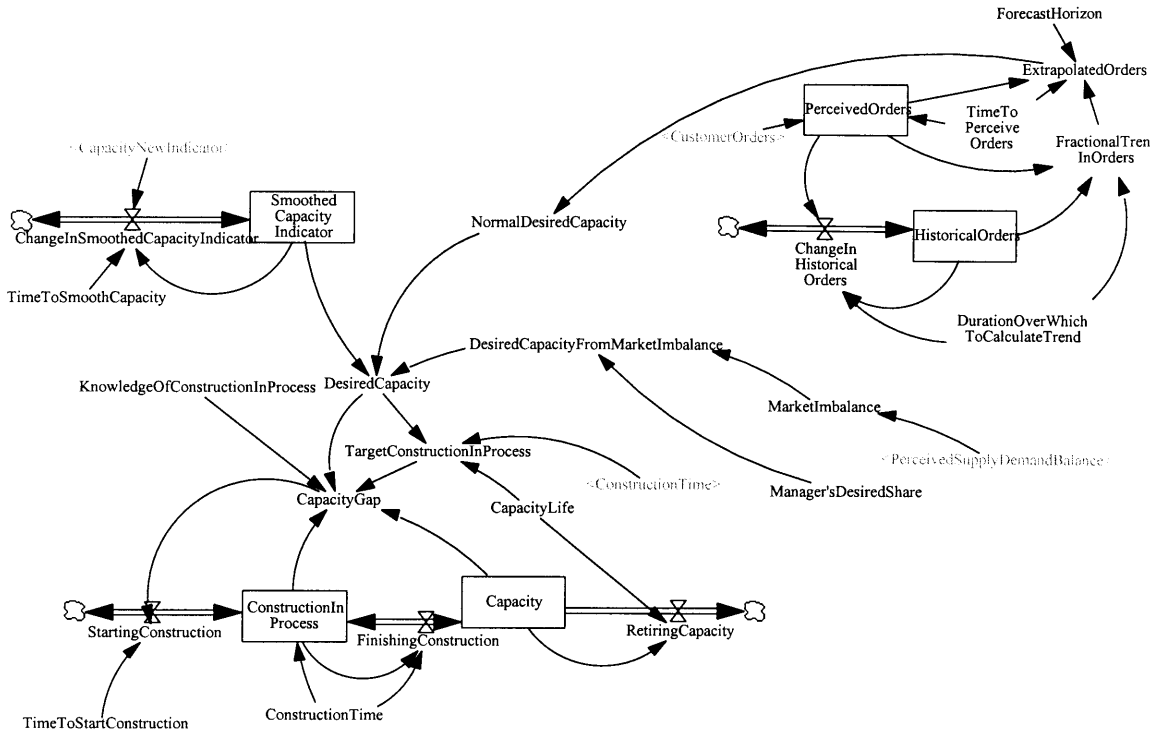 ForecastHorizon
ExtrapolatedOrders
PerceivedOrders
TimeTo
Perceive
Orders
<CustomerOrders>
FractionalTren
InOrders
<CapacityNewIndicator>
Smoothed
Capacity
Indicator
ChangeInSmoothedCapacityIndicator
NormalDesiredCapacity
HistoricalOrders
ChangeIn
Historical
Orders
TimeToSmoothCapacity
DurationOverWhich
ToCalculateTrend
DesiredCapacityFromMarketImbalance
KnowledgeOfConstructionInProcess
DesiredCapacity
MarketImbalance
TargetConstructionInProcess
<PerceivedSupplyDemandBalance>
<ConstructionTime>
Manager'sDesiredShare
CapacityGap
CapacityLife
ConstructionIn
Process
Capacity
StartingConstruction
FinishingConstruction
RetiringCapacity
ConstructionTime
TimeToStartConstruction